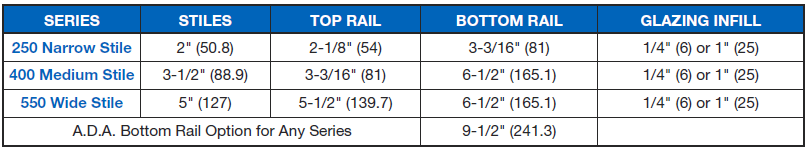 SERIES STILES TOP RAIL BOTTOM RAIL GLAZING INFILL
250 Narrow Stile 2" (50.8) 2-1/8" (54) 3-3/16" (81) 1/4" (6) or 1" (25)
400 Medium Stile 3-1/2" (88.9) 3-3/16" (81) 6-1/2" (165.1) 1/4" (6) or 1" (25)
550 Wide Stile 5" (127) 5-1/2" (139.7) 6-1/2" (165.1) 1/4" (6) or 1" (25)
A.D.A. Bottom Rail Option for Any Series 9-1/2" (241.3)